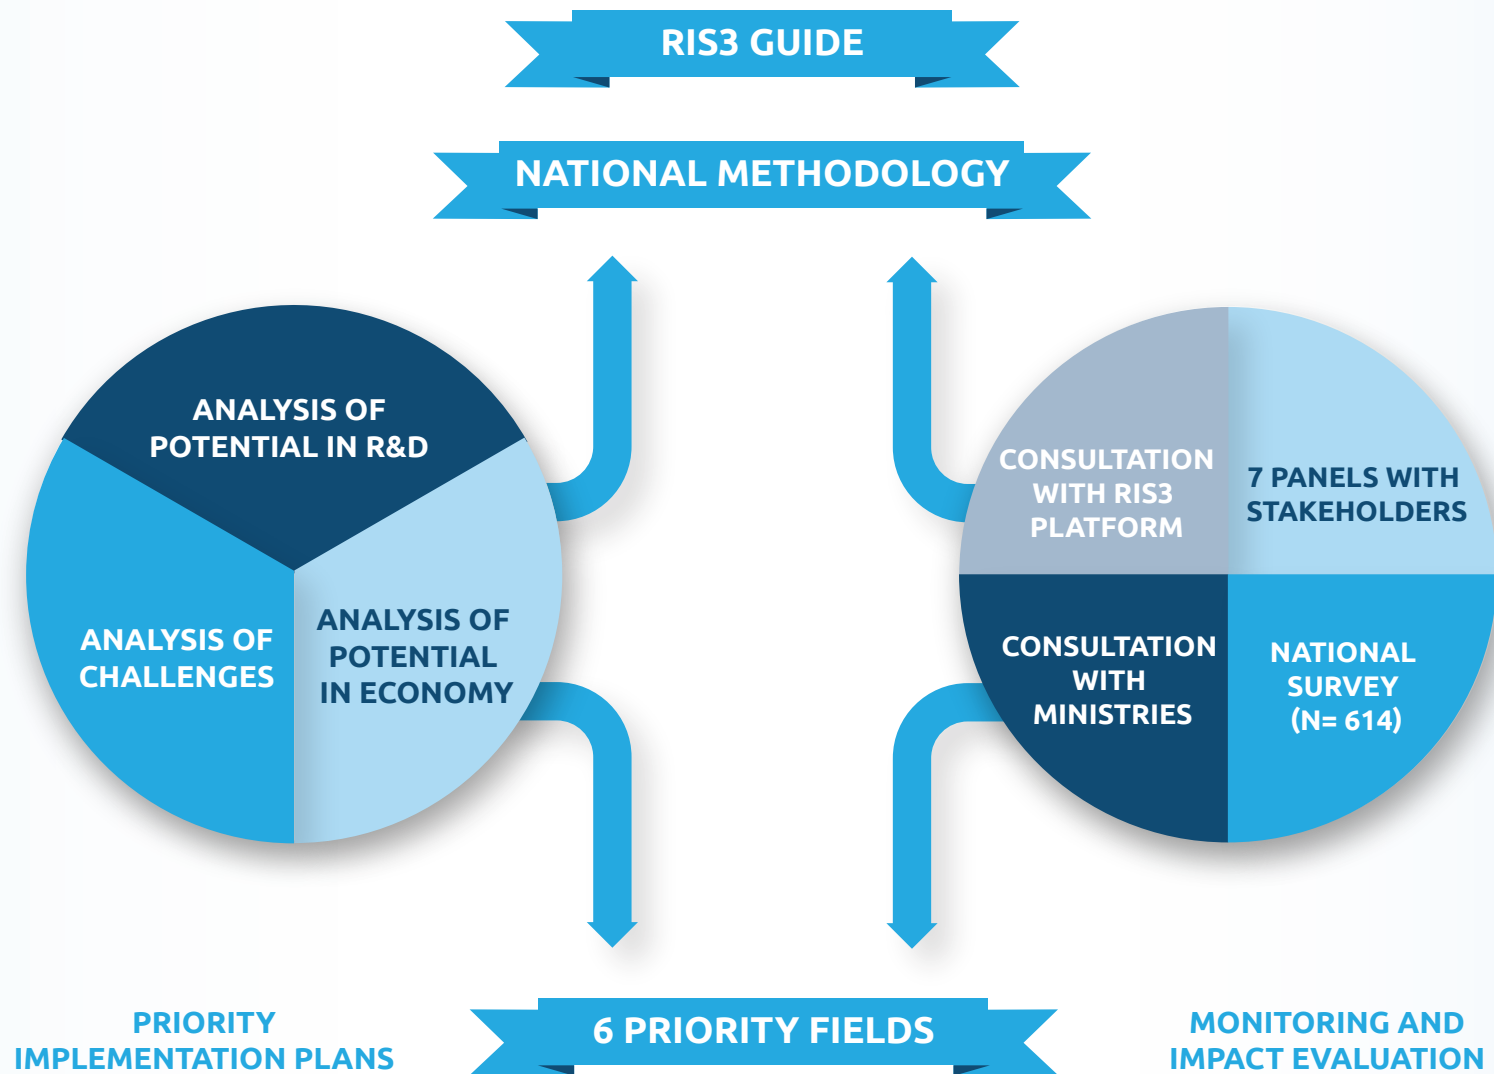 RIS3 GUIDE
NATIONAL METHODOLOGY
ANALYSIS OF
POTENTIAL IN R&D
ANALYSIS OF
CHALLENGES
ANALYSIS OF
POTENTIAL
IN ECONOMY
CONSULTATION
WITH RIS3
PLATFORM
7 PANELS WITH
STAKEHOLDERS
CONSULTATION
WITH
MINISTRIES
NATIONAL
SURVEY
(N= 614)
PRIORITY
IMPLEMENTATION PLANS
6 PRIORITY FIELDS
MONITORING AND
IMPACT EVALUATION